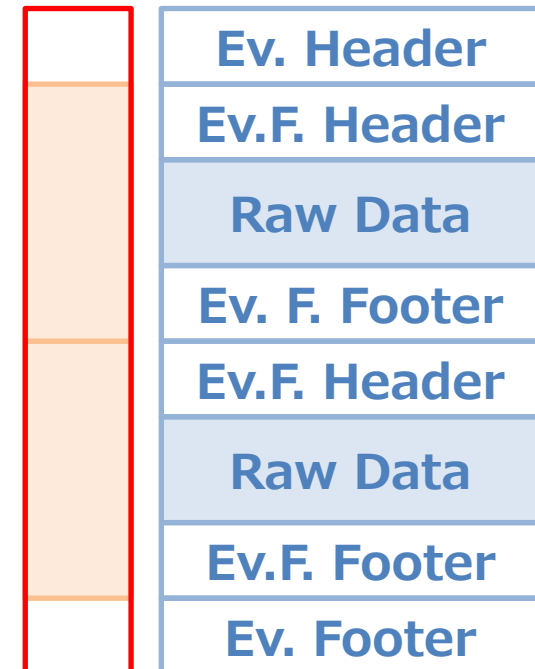 Ev. Header
Ev.F. Header
Raw Data
Ev. F. Footer
Ev.F. Header
Raw Data
Ev.F. Footer
Ev. Footer